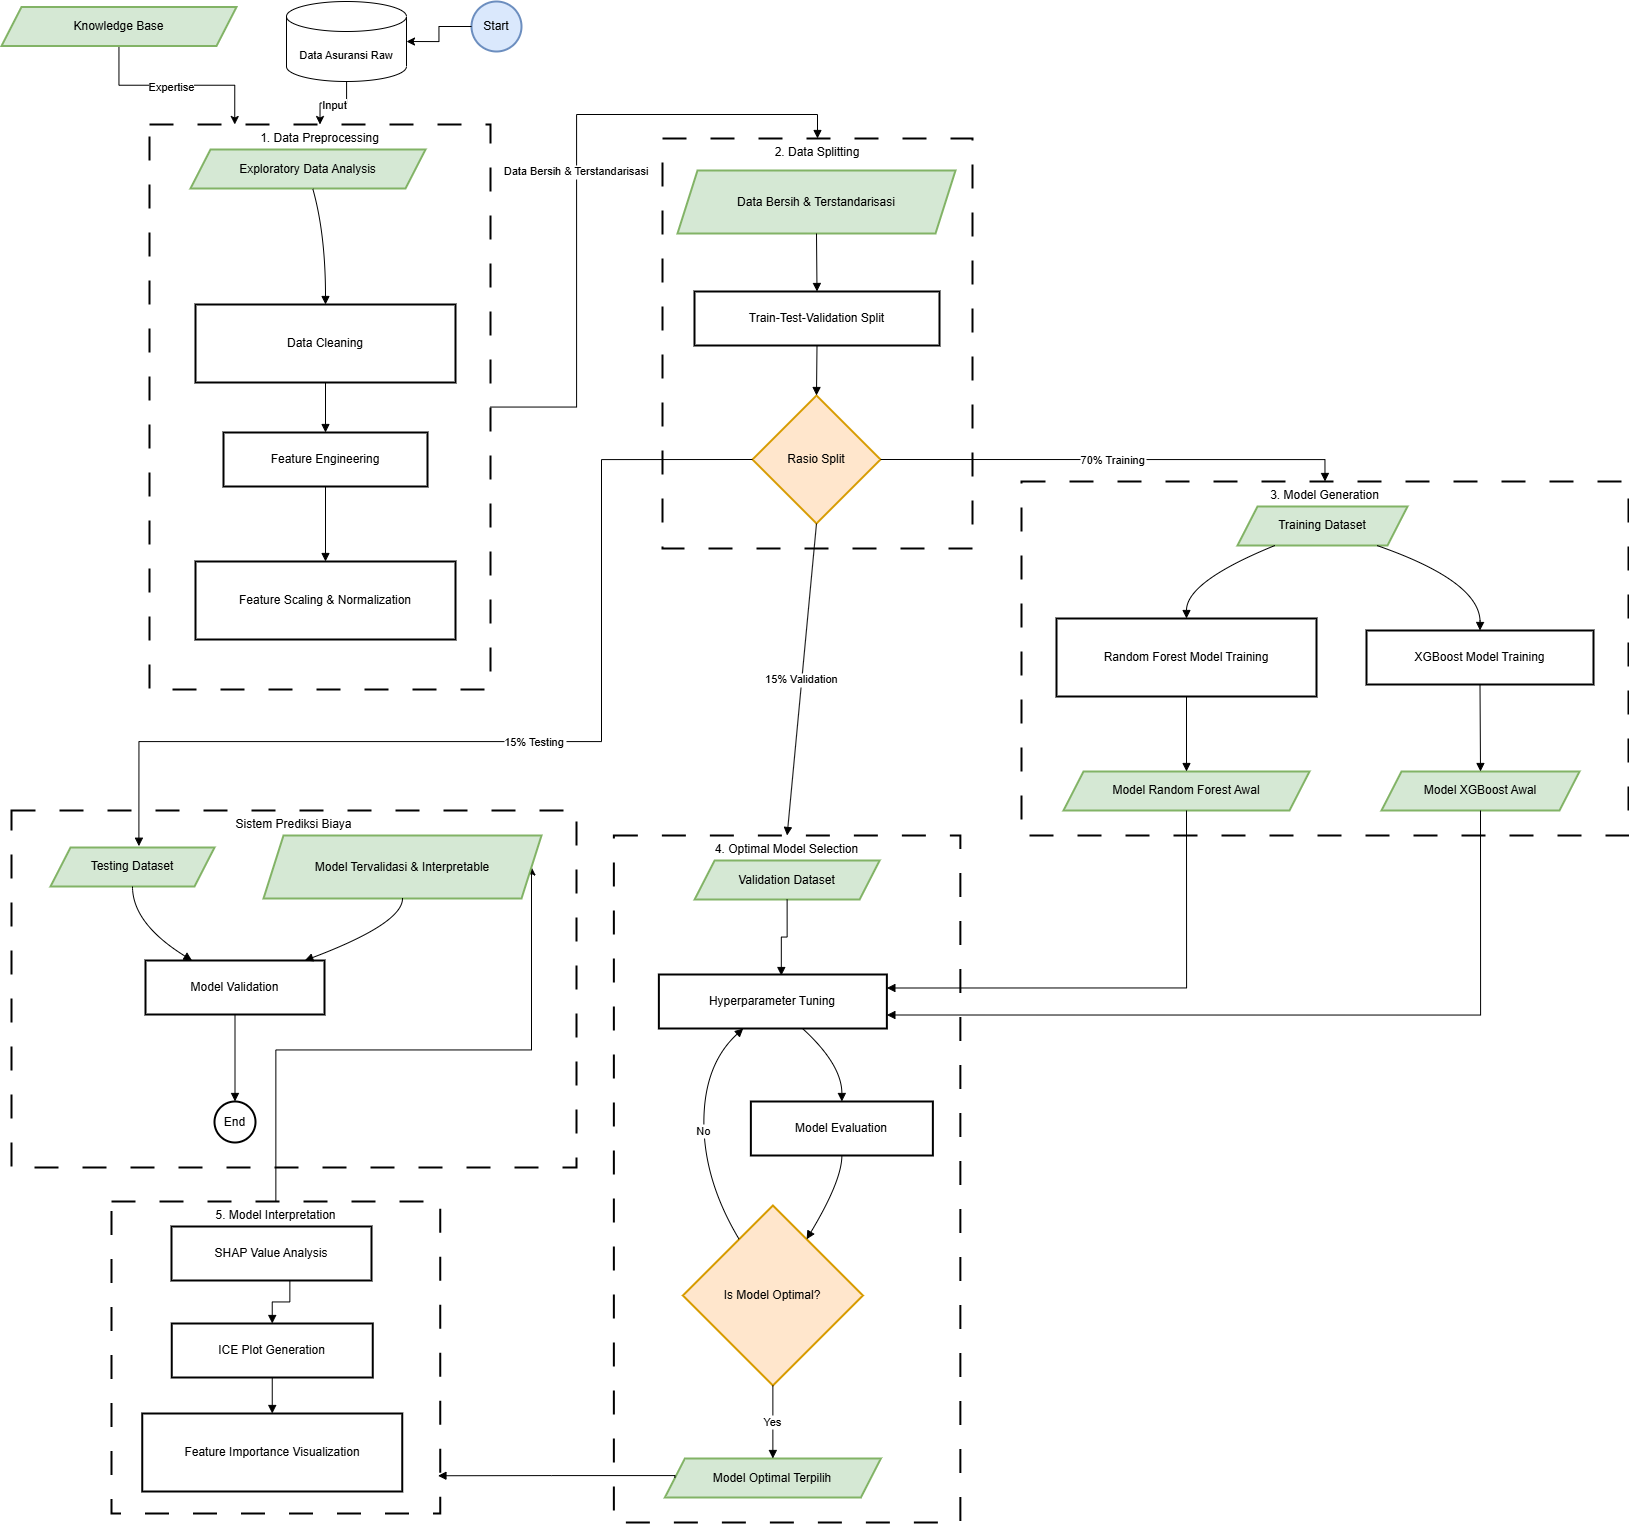 Knowledge Base
Data Asuransi Raw
Start
Expertise
Input
1. Data Preprocessing
Exploratory Data Analysis
Data Cleaning
Feature Engineering
Feature Scaling & Normalization
Data Bersih & Terstandarisasi
2. Data Splitting
Data Bersih & Terstandarisasi
Train-Test-Validation Split
Rasio Split
70% Training
15% Validation
15% Testing
3. Model Generation
Training Dataset
Random Forest Model Training
XGBoost Model Training
Model Random Forest Awal
Model XGBoost Awal
Sistem Prediksi Biaya
Testing Dataset
Model Tervalidasi & Interpretable
Model Validation
End
4. Optimal Model Selection
Validation Dataset
Hyperparameter Tuning
Model Evaluation
No
Is Model Optimal?
Yes
Model Optimal Terpilih
5. Model Interpretation
SHAP Value Analysis
ICE Plot Generation
Feature Importance Visualization